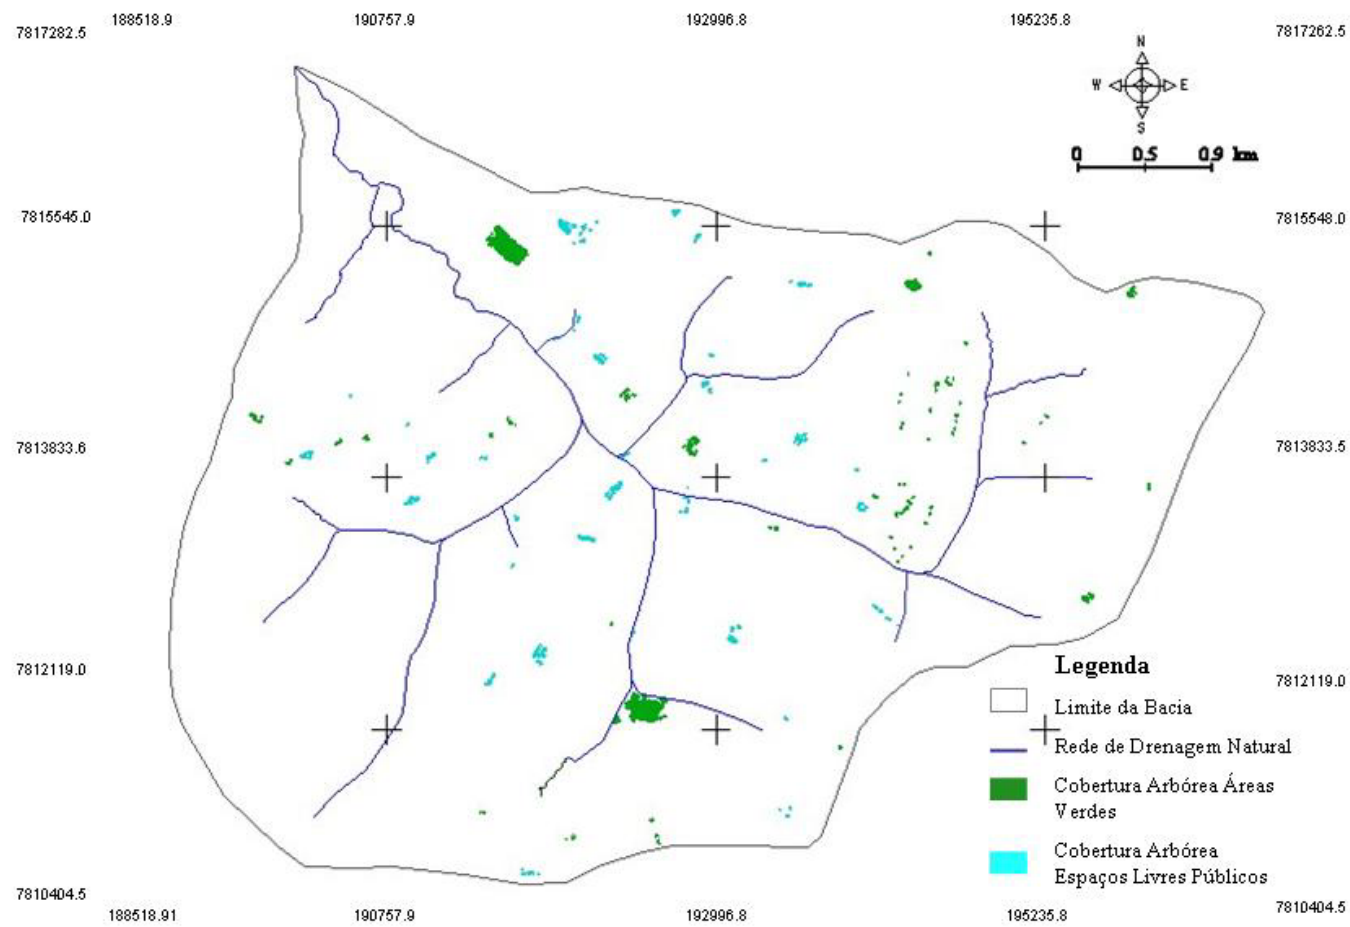 188518.9 190757.9 192996.8 195235.8
7817282.5 7817262.5
N
W E
S
0 0.5 0.9 km
7815545.0 7815548.0
7813833.6 7813833.5
7812119.0 7812119.0
Legenda
Limite da Bacia
Rede de Drenagem Natural
Cobertura Arbórea Áreas
Verdes
Cobertura Arbórea
Espaços Livres Públicos
7810404.5 7810404.5
188518.91 190757.9 192996.8 195235.8